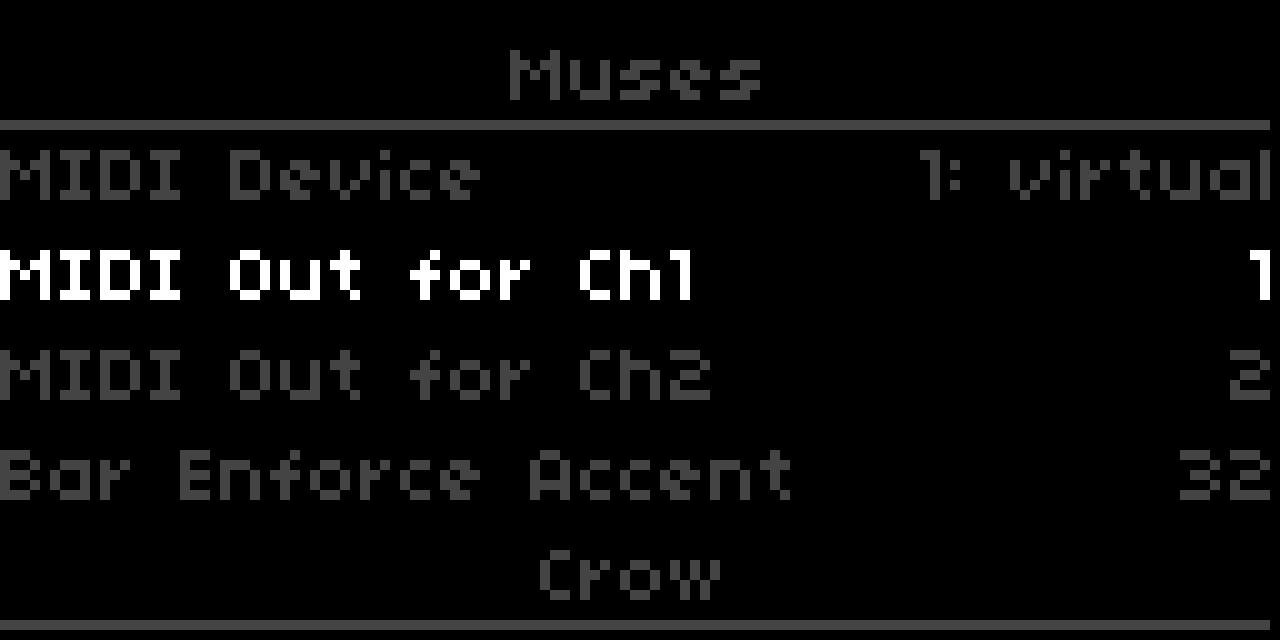 Muses
MIDI Device 1: virtual
MIDI Out for Ch1 1
MIDI Out for Ch2 2
Bar Enforce Accent 32
Crow